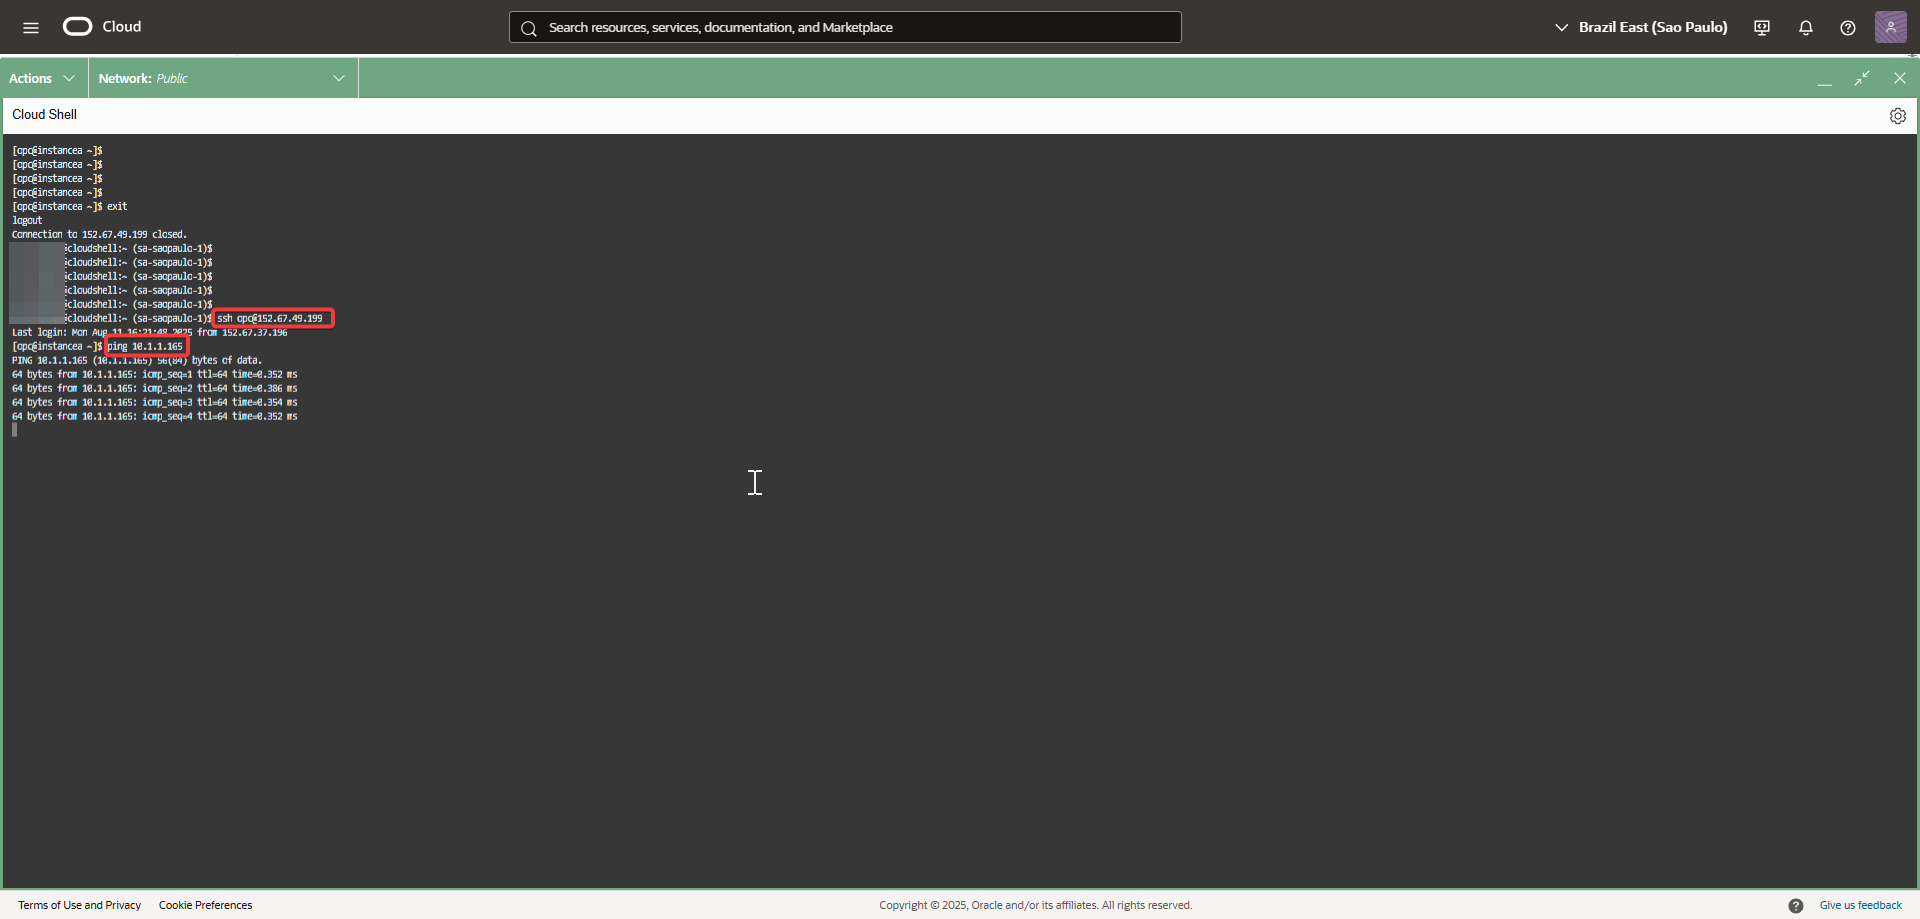 Cloud
Search resources, services, documentation, and Marketplace
Brazil East (Sao Paulo)
Actions
Network: Public
Cloud Shell
[opc@instancea ~]$
[opc@instancea ~]$
[opc@instancea ~]$
[opc@instancea ~]$
[opc@instancea ~]$ exit
logout
Connection to 152.67.49.199 closed.
@cloudshell:~ (sa-saopaulo-1)$
@cloudshell:~ (sa-saopaulo-1)$
@cloudshell:~ (sa-saopaulo-1)$
@cloudshell:~ (sa-saopaulo-1)$
@cloudshell:~ (sa-saopaulo-1)$
@cloudshell:~ (sa-saopaulo-1)$ ssh opc@152.67.49.199
Last login: Mon Aug 11 16:21:48 2025 from 152.67.37.196
[opc@instancea ~]$ ping 10.1.1.165
PING 10.1.1.165 (10.1.1.165) 56(84) bytes of data.
64 bytes from 10.1.1.165: icmp_seq=1 ttl=64 time=0.352 ms
64 bytes from 10.1.1.165: icmp_seq=2 ttl=64 time=0.386 ms
64 bytes from 10.1.1.165: icmp_seq=3 ttl=64 time=0.354 ms
64 bytes from 10.1.1.165: icmp_seq=4 ttl=64 time=0.352 ms
Terms of Use and Privacy
Cookie Preferences
Copyright © 2025, Oracle and/or its affiliates. All rights reserved.
Give us feedback